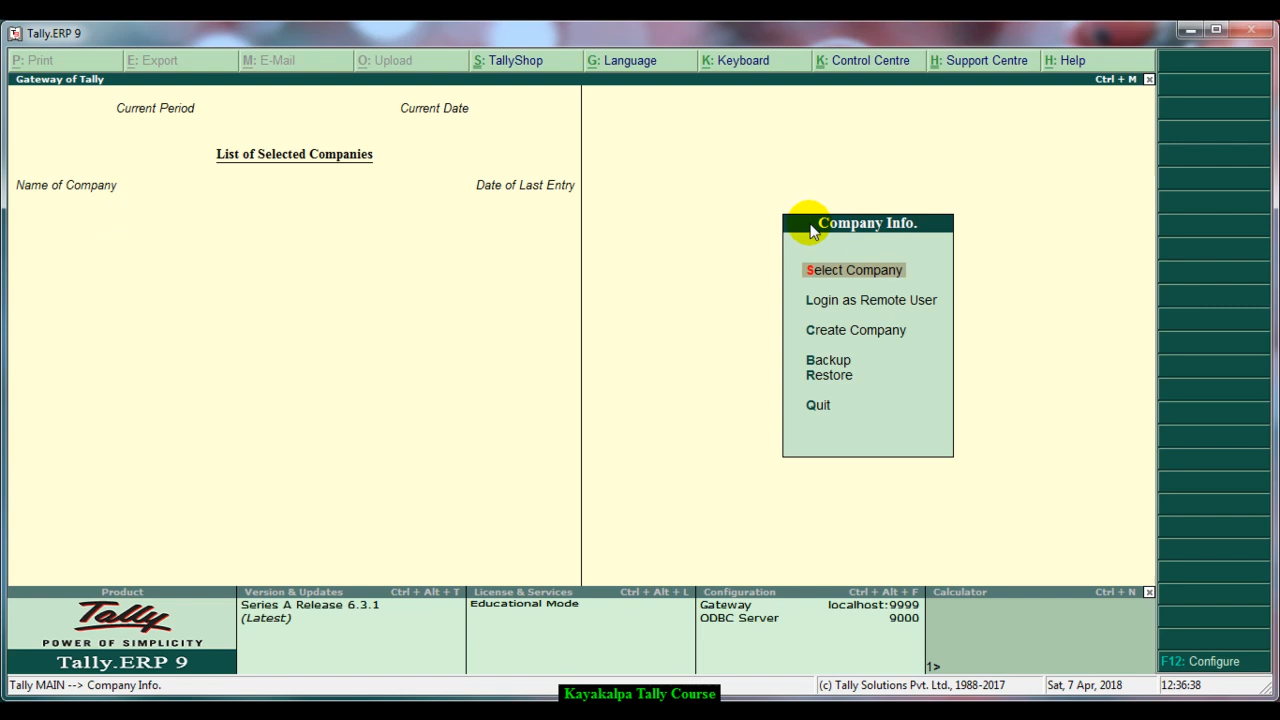 Tally.ERP 9
P: Print
E: Export
M: E-Mail
O: Upload
S: TallyShop
G: Language
K: Keyboard
K: Control Centre
H: Support Centre
H: Help
Gateway of Tally
Ctrl + M
Current Period
Current Date
List of Selected Companies
Name of Company
Date of Last Entry
Company Info.
Select Company
Login as Remote User
Create Company
Backup
Restore
Quit
Product
Tally
POWER OF SIMPLICITY
Tally.ERP 9
Version & Updates
Ctrl + Alt + T
Series A Release 6.3.1
(Latest)
License & Services
Ctrl + Alt + L
Educational Mode
Configuration
Ctrl + Alt + F
Gateway localhost:9999
ODBC Server 9000
Calculator
Ctrl + N
1>
F12: Configure
Tally MAIN --> Company Info.
(c) Tally Solutions Pvt. Ltd., 1988-2017
Sat, 7 Apr, 2018
12:36:38
Kayakalpa Tally Course